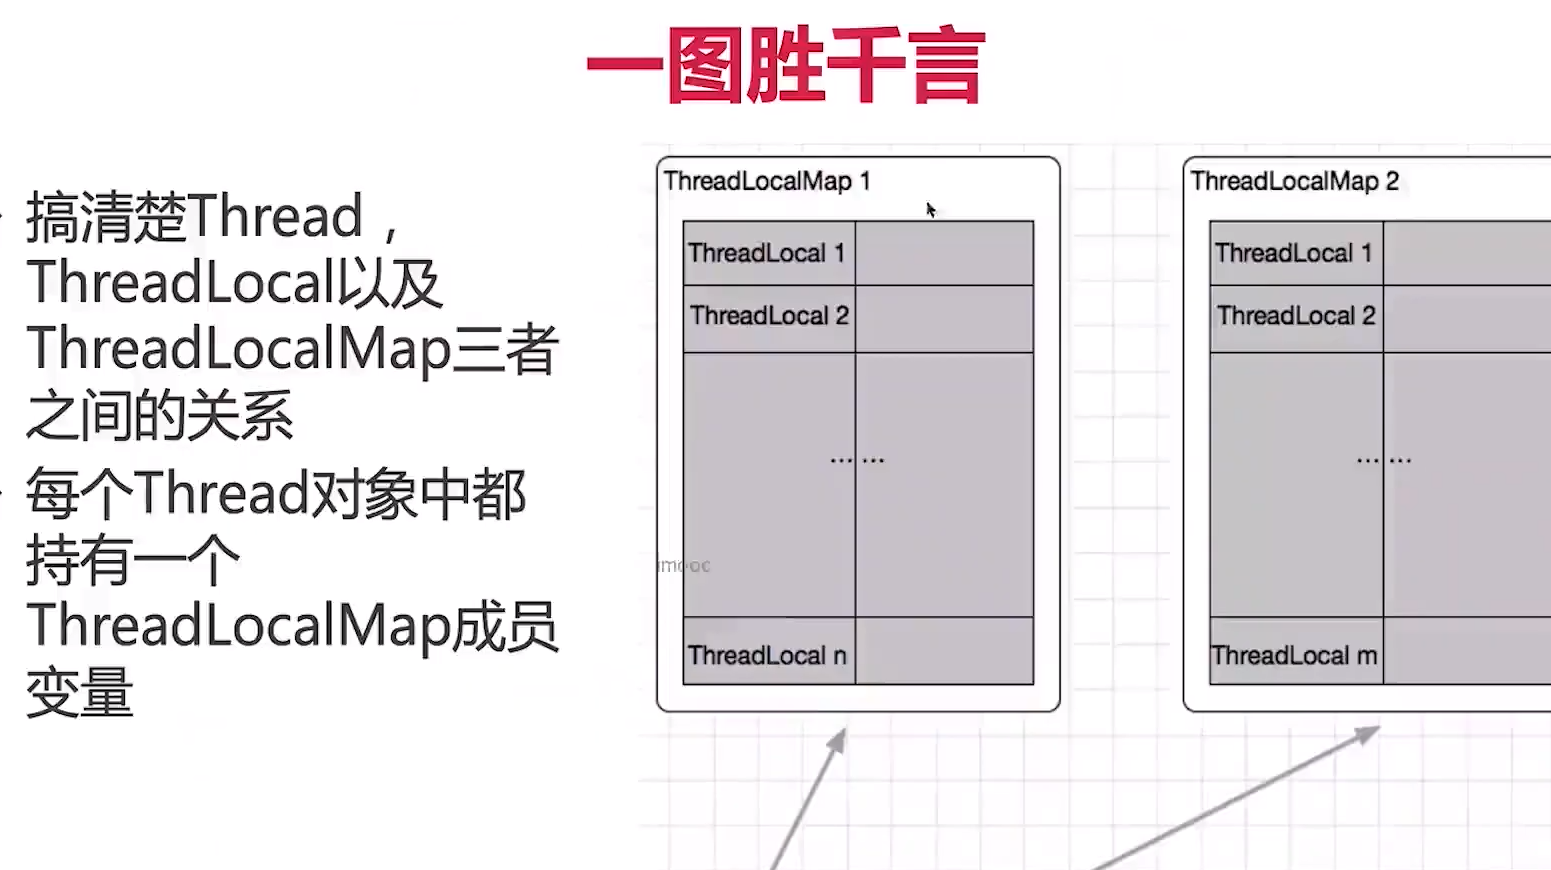 一图胜千言
搞清楚Thread，
ThreadLocal以及
ThreadLocalMap三者
之间的关系
每个Thread对象中都
持有一个
ThreadLocalMap成员
变量
ThreadLocalMap 1
ThreadLocal 1
ThreadLocal 2
... ...
ThreadLocal n
imooc
ThreadLocalMap 2
ThreadLocal 1
ThreadLocal 2
... ...
ThreadLocal m